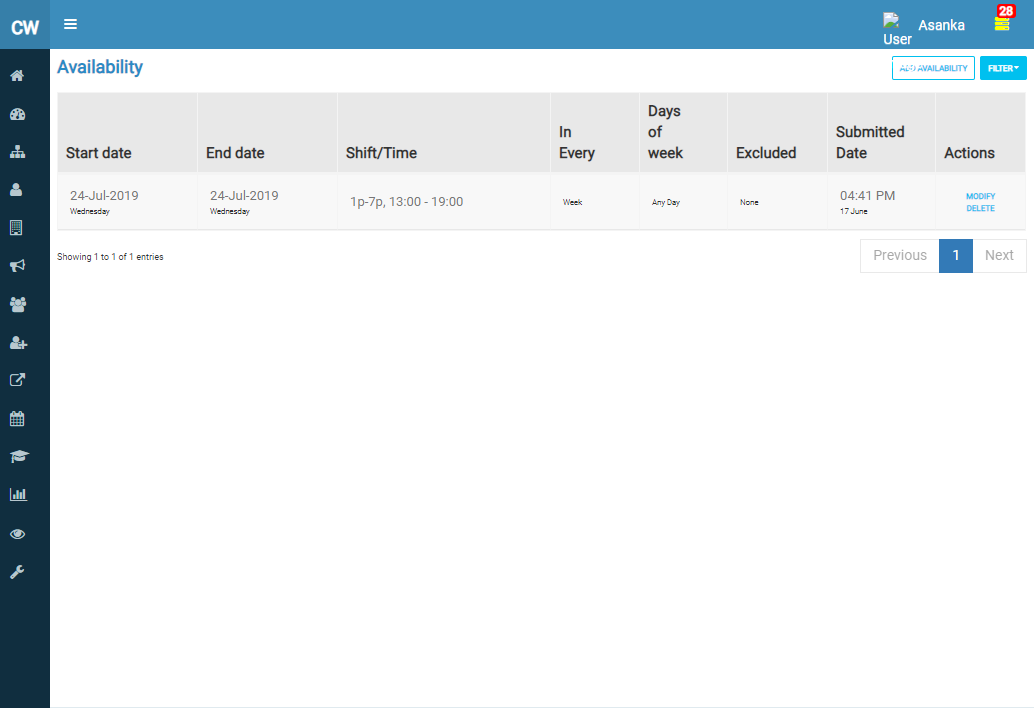 CW
User
Asanka
28
Availability
ADD AVAILABILITY
FILTER
Start date
End date
Shift/Time
In
Every
Days
of
week
Excluded
Submitted
Date
Actions
24-Jul-2019
Wednesday
24-Jul-2019
Wednesday
1p-7p, 13:00 - 19:00
Week
Any Day
None
04:41 PM
17 June
MODIFY
DELETE
Showing 1 to 1 of 1 entries
Previous 1 Next